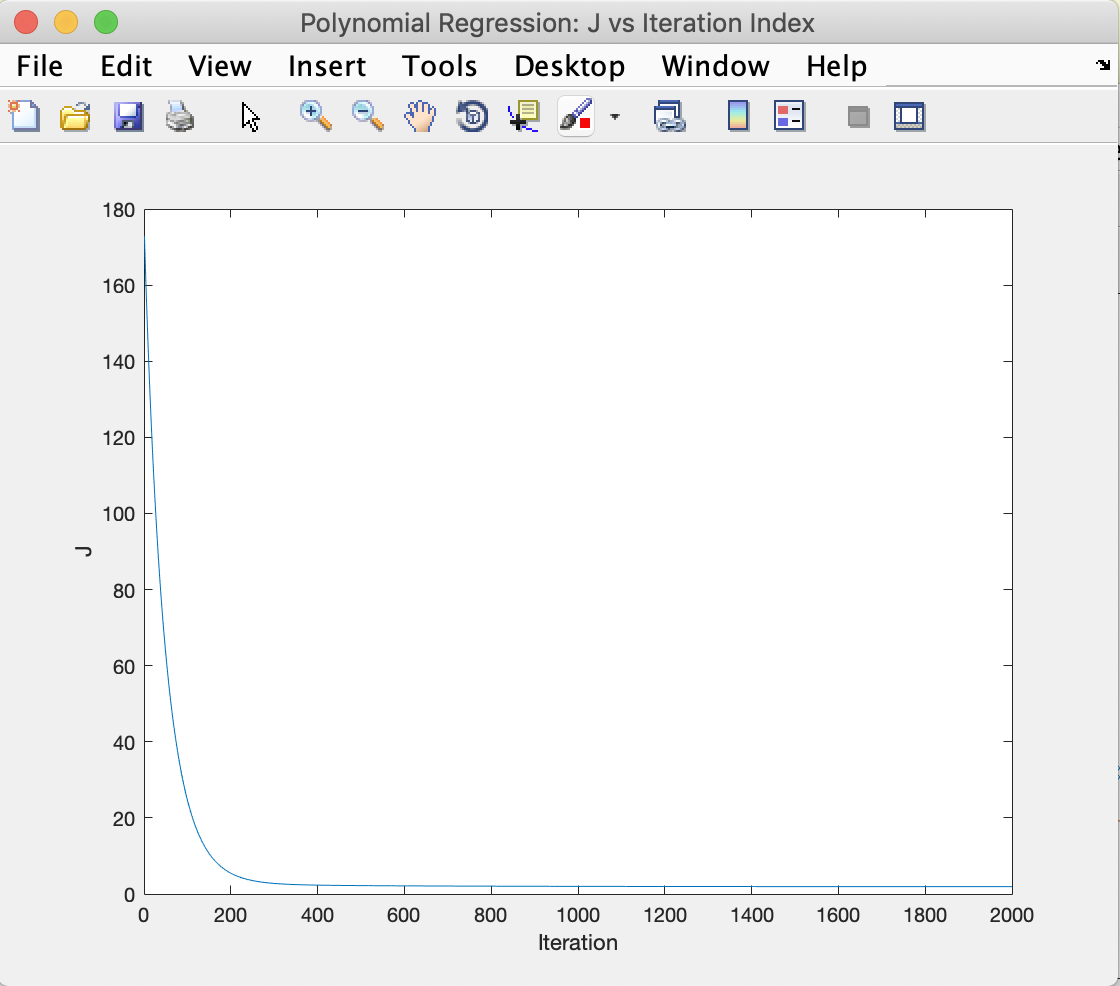 Polynomial Regression: J vs Iteration Index
File Edit View Insert Tools Desktop Window Help
180
160
140
120
100
80
60
40
20
0
J
0 200 400 600 800 1000 1200 1400 1600 1800 2000
Iteration